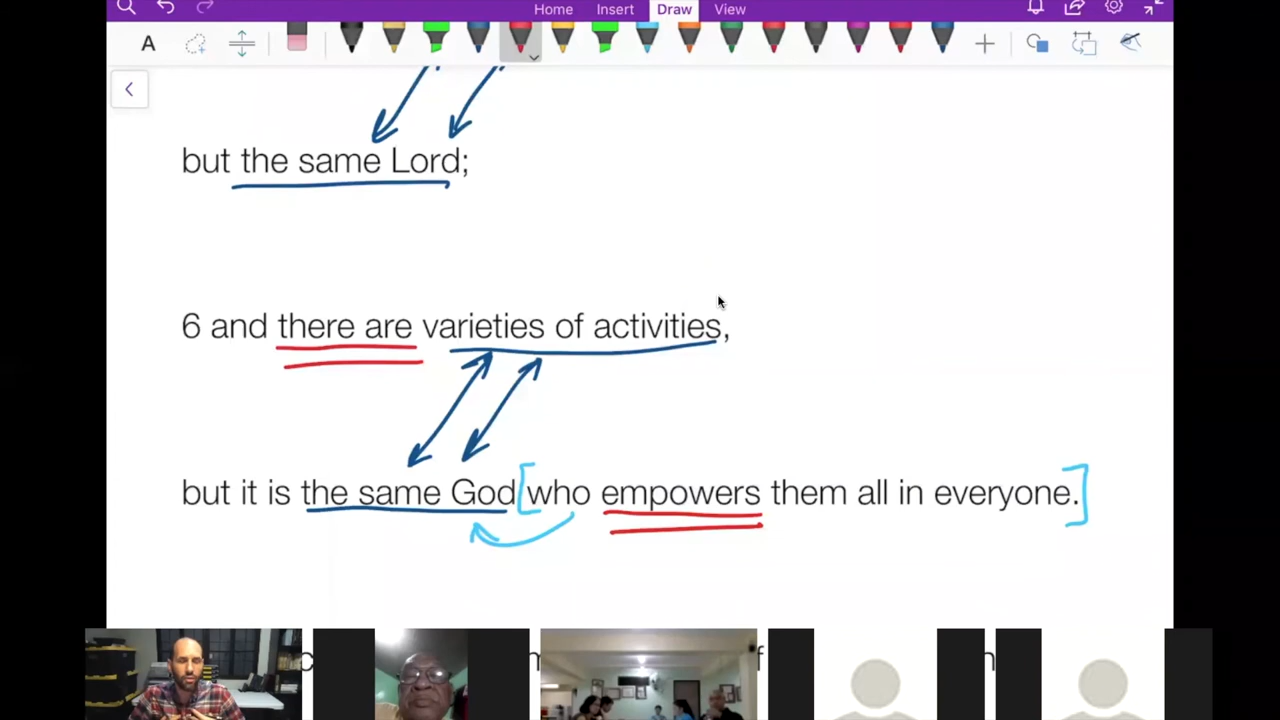 Home Insert Draw View
A
but the same Lord;
6 and there are varieties of activities,
but it is the same God who empowers them all in everyone.